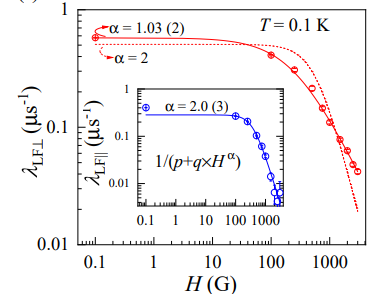 1
α = 1.03 (2)
T = 0.1 K
α = 2
λLF⊥ (μs-1)
0.1
0.01
0.1
1
10
100
1000
H (G)
1
α = 2.0 (3)
λLF|| (μs-1)
0.1
1/(p+q×Hα)
0.01
0.1
1
10
100
1000